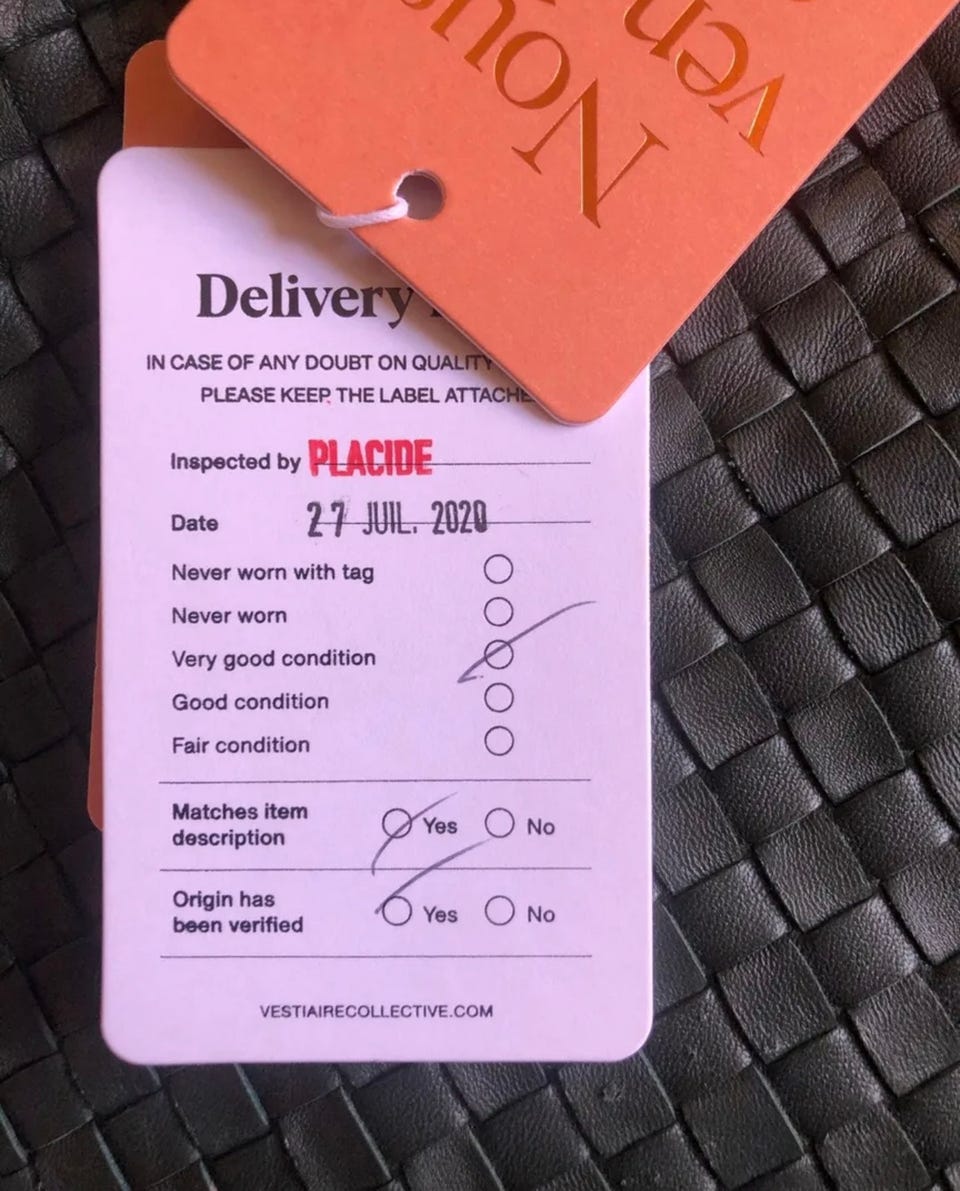 Nous
ven
Delivery
IN CASE OF ANY DOUBT ON QUALITY
PLEASE KEEP THE LABEL ATTACHE
Inspected by PLACIDE
Date 27 JUIL. 2020
Never worn with tag
Never worn
Very good condition
Good condition
Fair condition
Matches item
description
Yes No
Origin has
been verified
Yes No
VESTIAIRECOLLECTIVE.COM